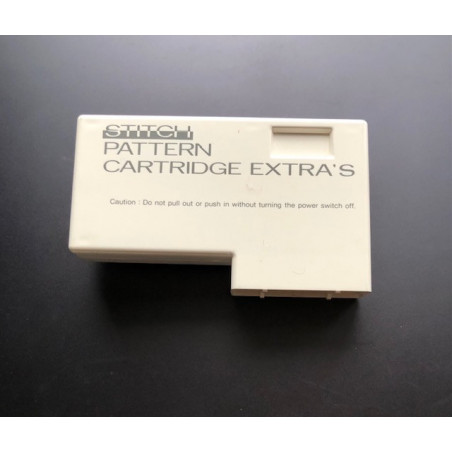 STITCH
PATTERN
CARTRIDGE EXTRA'S
Caution : Do not pull out or push in without turning the power switch off.